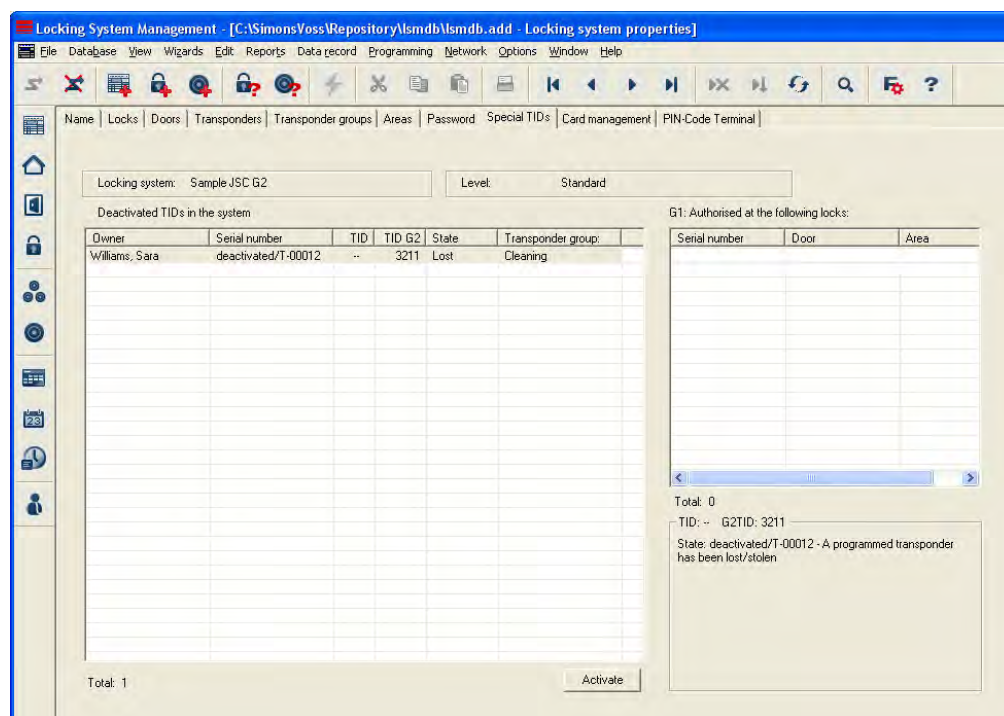 Locking System Management - [C:\SimonsVoss\Repository\lsmdb\lsmdb.add - Locking system properties]
File Database View Wizards Edit Reports Data record Programming Network Options Window Help
Name Locks Doors Transponders Transponder groups Areas Password Special TIDs Card management PIN-Code Terminal
Locking system: Sample JSC G2 Level: Standard
Deactivated TIDs in the system G1: Authorised at the following locks:
Owner Serial number TID TID G2 State Transponder group: Serial number Door Area
Williams, Sara deactivated/T-00012 -- 3211 Lost Cleaning
23
Total: 0
TID: -- G2TID: 3211
State: deactivated/T-00012 - A programmed transponder
has been lost/stolen
Total: 1 Activate